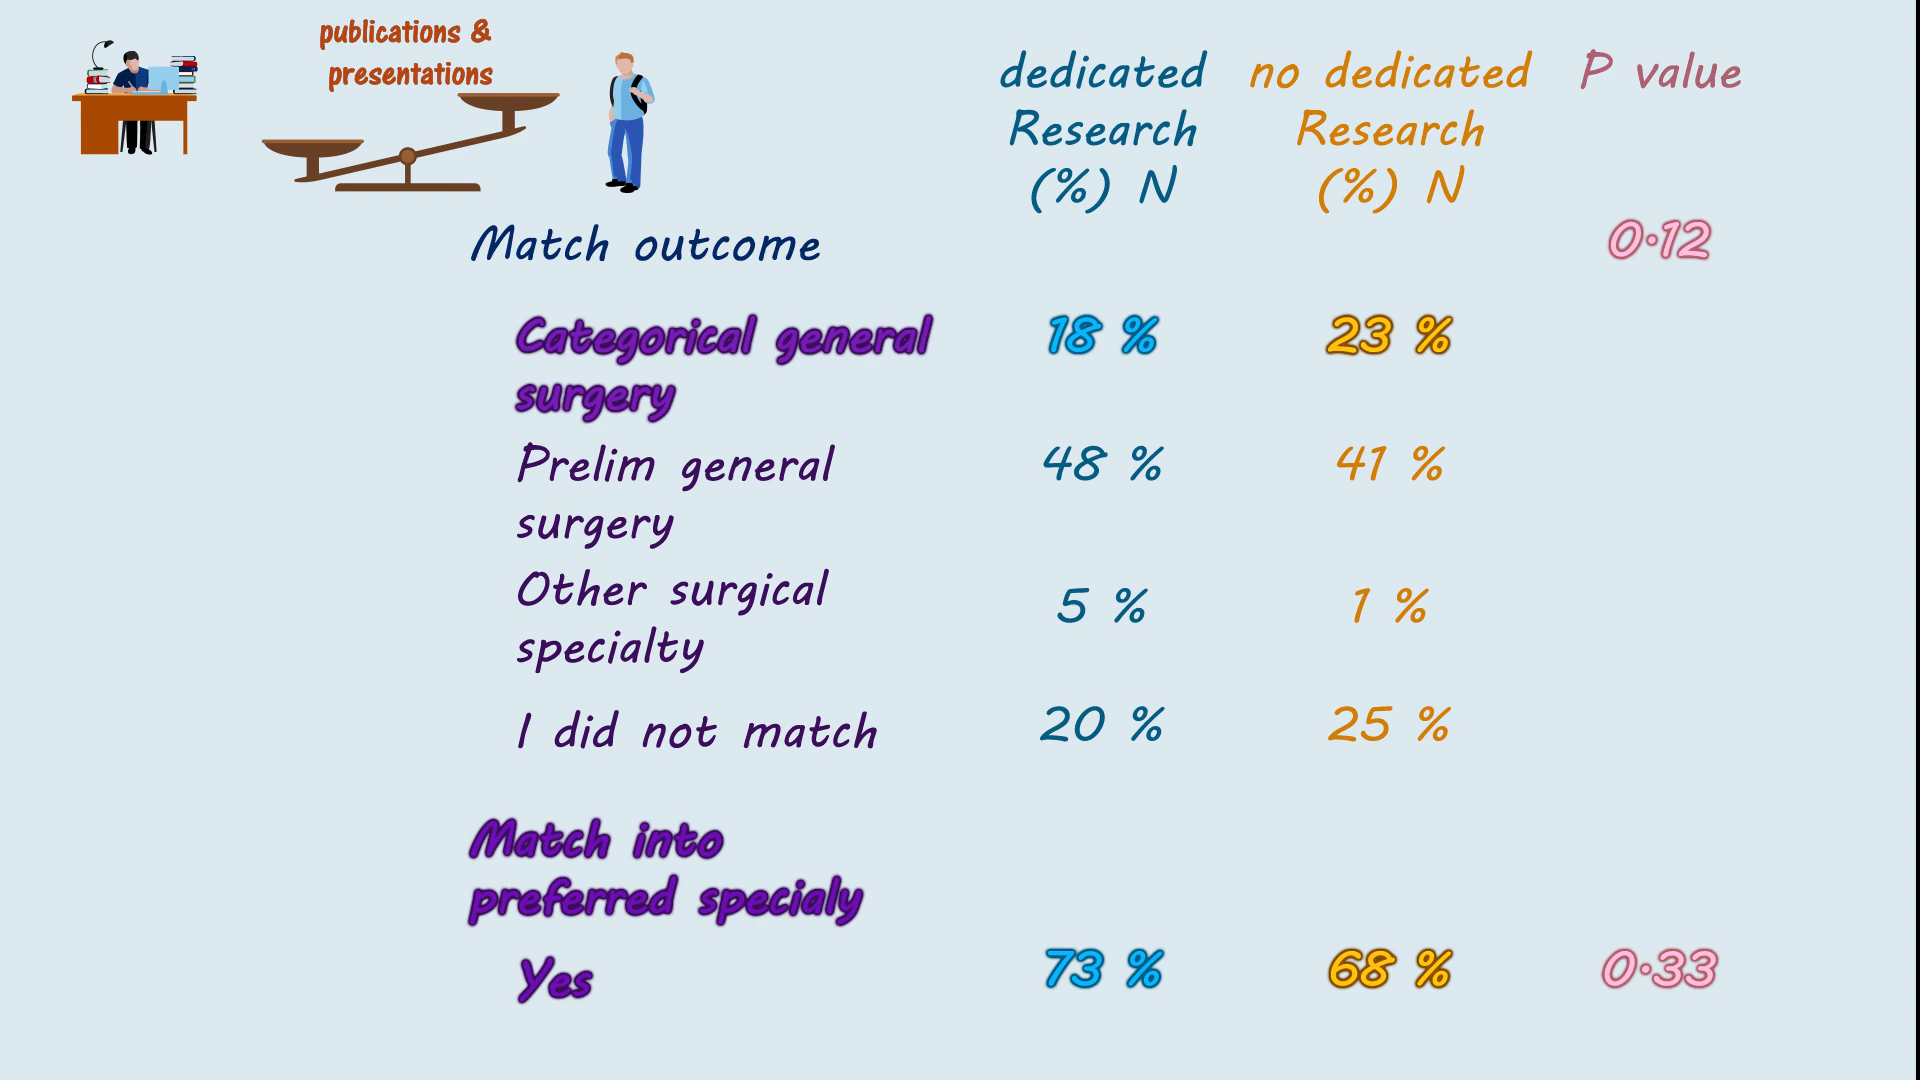 publications &
presentations
dedicated
Research
(%) N
no dedicated
Research
(%) N
P value
Match outcome
0.12
Categorical general
surgery
18 %
23 %
Prelim general
surgery
48 %
41 %
Other surgical
specialty
5 %
1 %
I did not match
20 %
25 %
Match into
preferred specialy
Yes
73 %
68 %
0.33